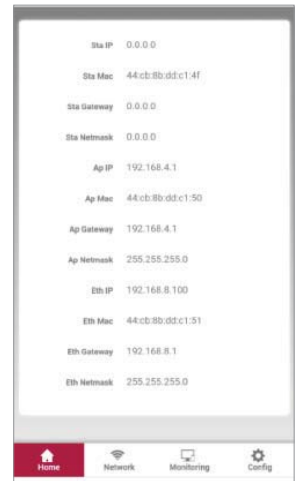 Sta IP 0.0.0.0
Sta Mac 44:cb:8b:dd:c1:4f
Sta Gateway 0.0.0.0
Sta Netmask 0.0.0.0
Ap IP 192.168.4.1
Ap Mac 44:cb:8b:dd:c1:50
Ap Gateway 192.168.4.1
Ap Netmask 255.255.255.0
Eth IP 192.168.8.100
Eth Mac 44:cb:8b:dd:c1:51
Eth Gateway 192.168.8.1
Eth Netmask 255.255.255.0
Home Network Monitoring Config